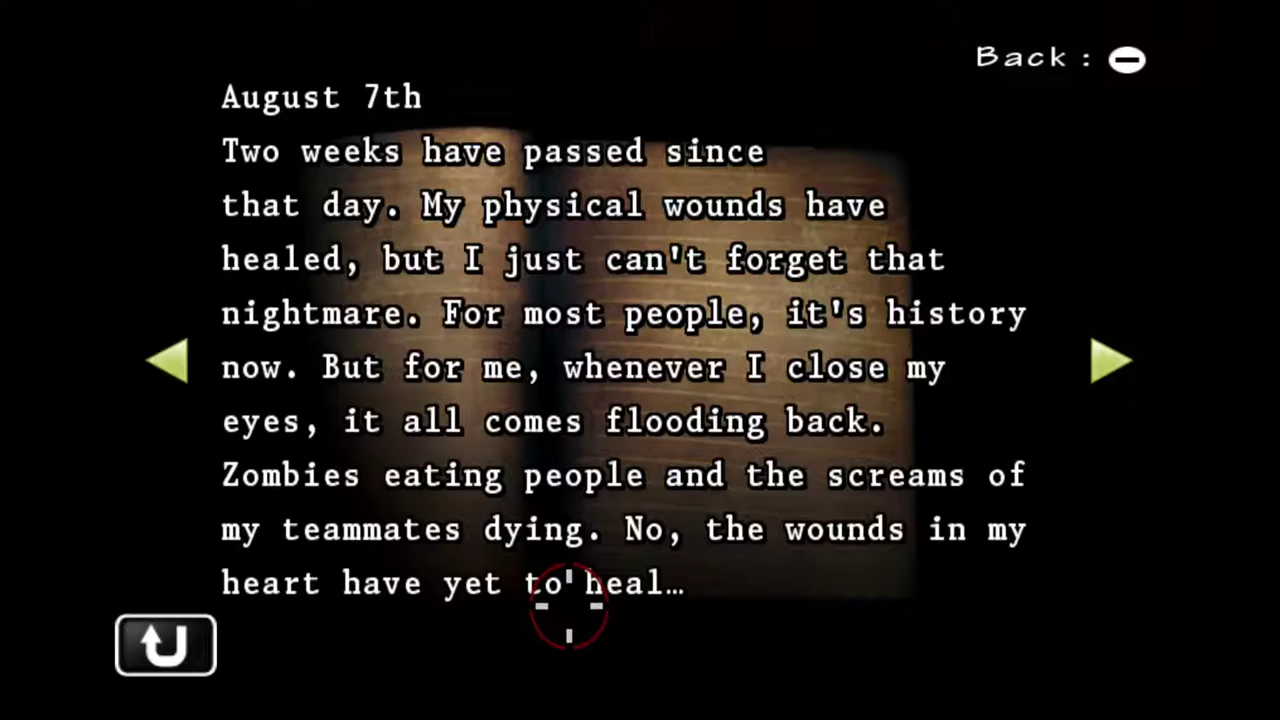 Back :
August 7th
Two weeks have passed since
that day. My physical wounds have
healed, but I just can't forget that
nightmare. For most people, it's history
now. But for me, whenever I close my
eyes, it all comes flooding back.
Zombies eating people and the screams of
my teammates dying. No, the wounds in my
heart have yet to heal…